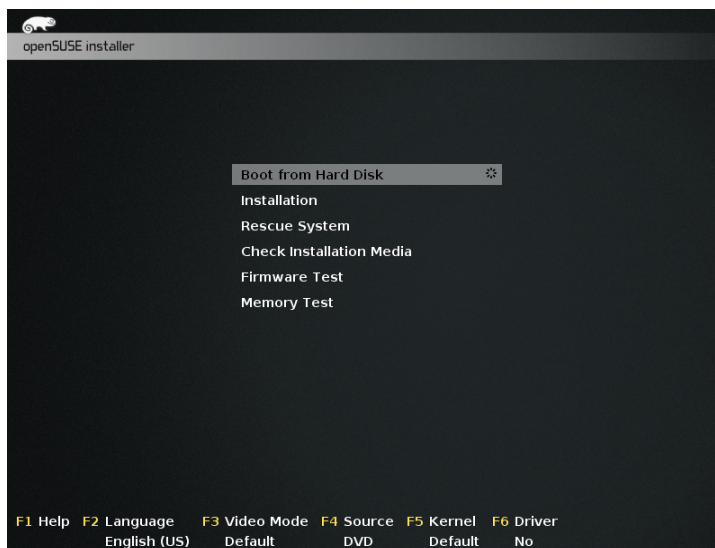 openSUSE installer
Boot from Hard Disk
Installation
Rescue System
Check Installation Media
Firmware Test
Memory Test
F1 Help F2 Language F3 Video Mode F4 Source F5 Kernel F6 Driver
English (US) Default DVD Default No